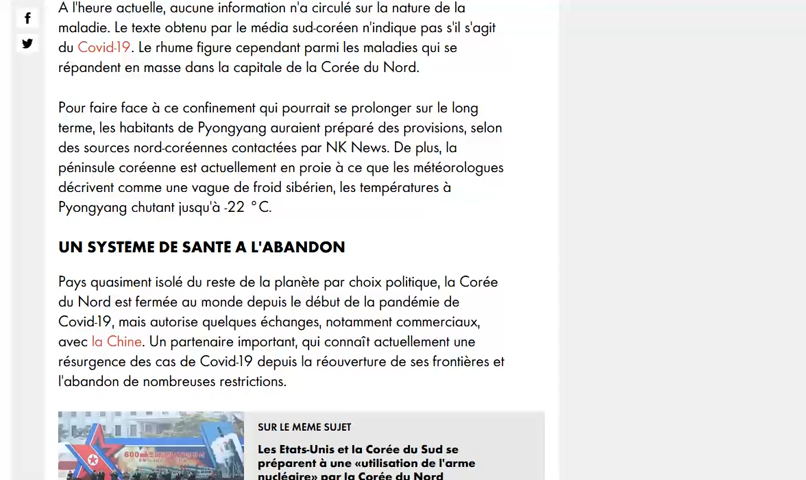 A l'heure actuelle, aucune information n'a circulé sur la nature de la
maladie. Le texte obtenu par le média sud-coréen n'indique pas s'il s'agit
du Covid-19. Le rhume figure cependant parmi les maladies qui se
répandent en masse dans la capitale de la Corée du Nord.
Pour faire face à ce confinement qui pourrait se prolonger sur le long
terme, les habitants de Pyongyang auraient préparé des provisions, selon
des sources nord-coréennes contactées par NK News. De plus, la
péninsule coréenne est actuellement en proie à ce que les météorologues
décrivent comme une vague de froid sibérien, les températures à
Pyongyang chutant jusqu'à -22 °C.
UN SYSTEME DE SANTE A L'ABANDON
Pays quasiment isolé du reste de la planète par choix politique, la Corée
du Nord est fermée au monde depuis le début de la pandémie de
Covid-19, mais autorise quelques échanges, notamment commerciaux,
avec la Chine. Un partenaire important, qui connaît actuellement une
résurgence des cas de Covid-19 depuis la réouverture de ses frontières et
l'abandon de nombreuses restrictions.
SUR LE MEME SUJET
Les Etats-Unis et la Corée du Sud se
préparent à une «utilisation de l'arme
nucléaire» par la Corée du Nord